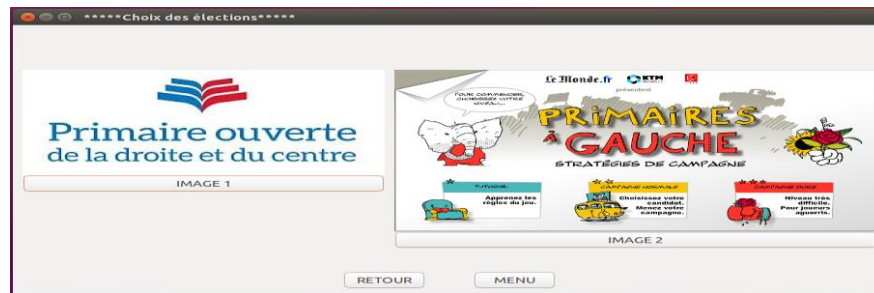 *****Choix des élections*****
Primaire ouverte
de la droite et du centre
IMAGE 1
Le Monde.fr KTM
présentent
POUR COMMENCER,
CHOISISSEZ VOTRE
NIVEAU...
PRIMAIRES
À GAUCHE
STRATÉGIES DE CAMPAGNE
TUTORIEL
Apprenez les
règles du jeu.
CAMPAGNE NORMALE
Choisissez votre
candidat.
Menez votre
campagne.
CAMPAGNE DURE
Niveau très
difficile.
Pour joueurs
aguerris.
IMAGE 2
RETOUR
MENU